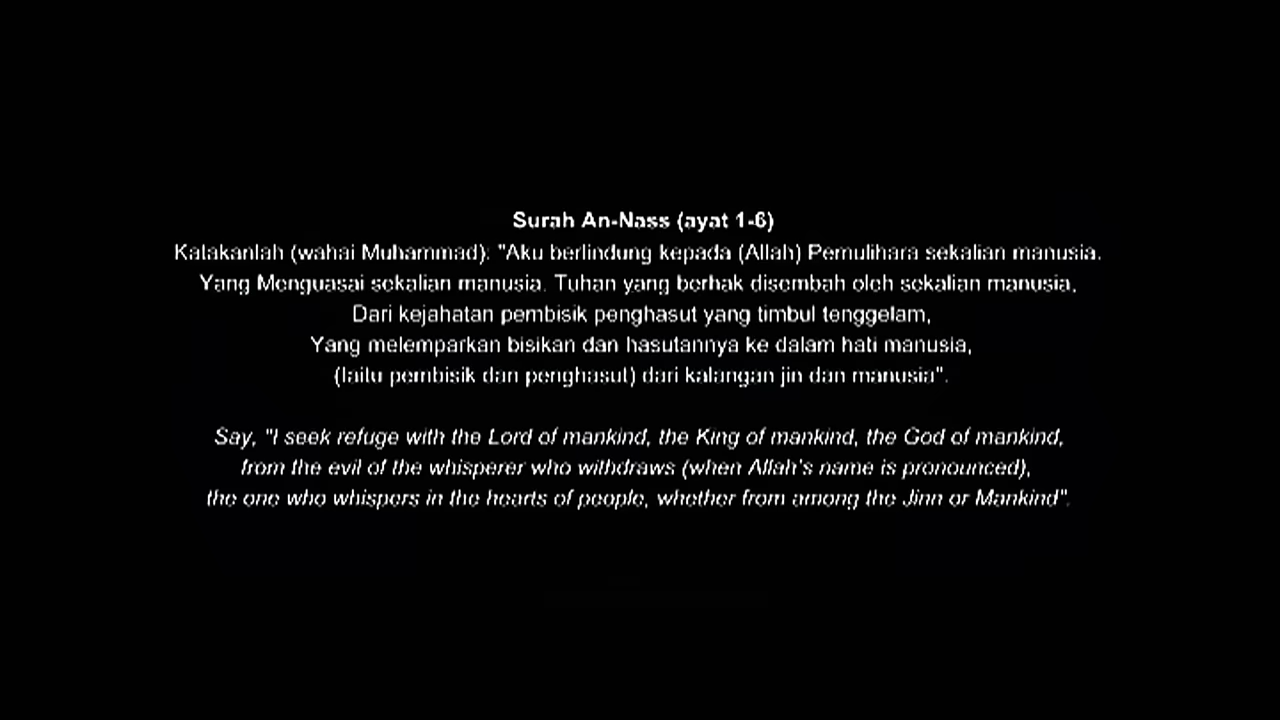 Surah An-Nass (ayat 1-6)
Katakanlah (wahai Muhammad): "Aku berlindung kepada (Allah) Pemulihara sekalian manusia.
Yang Menguasai sekalian manusia. Tuhan yang berhak disembah oleh sekalian manusia,
Dari kejahatan pembisik penghasut yang timbul tenggelam,
Yang melemparkan bisikan dan hasutannya ke dalam hati manusia,
(Iaitu pembisik dan penghasut) dari kalangan jin dan manusia".
Say, "I seek refuge with the Lord of mankind, the King of mankind, the God of mankind,
from the evil of the whisperer who withdraws (when Allah's name is pronounced),
the one who whispers in the hearts of people, whether from among the Jinn or Mankind".